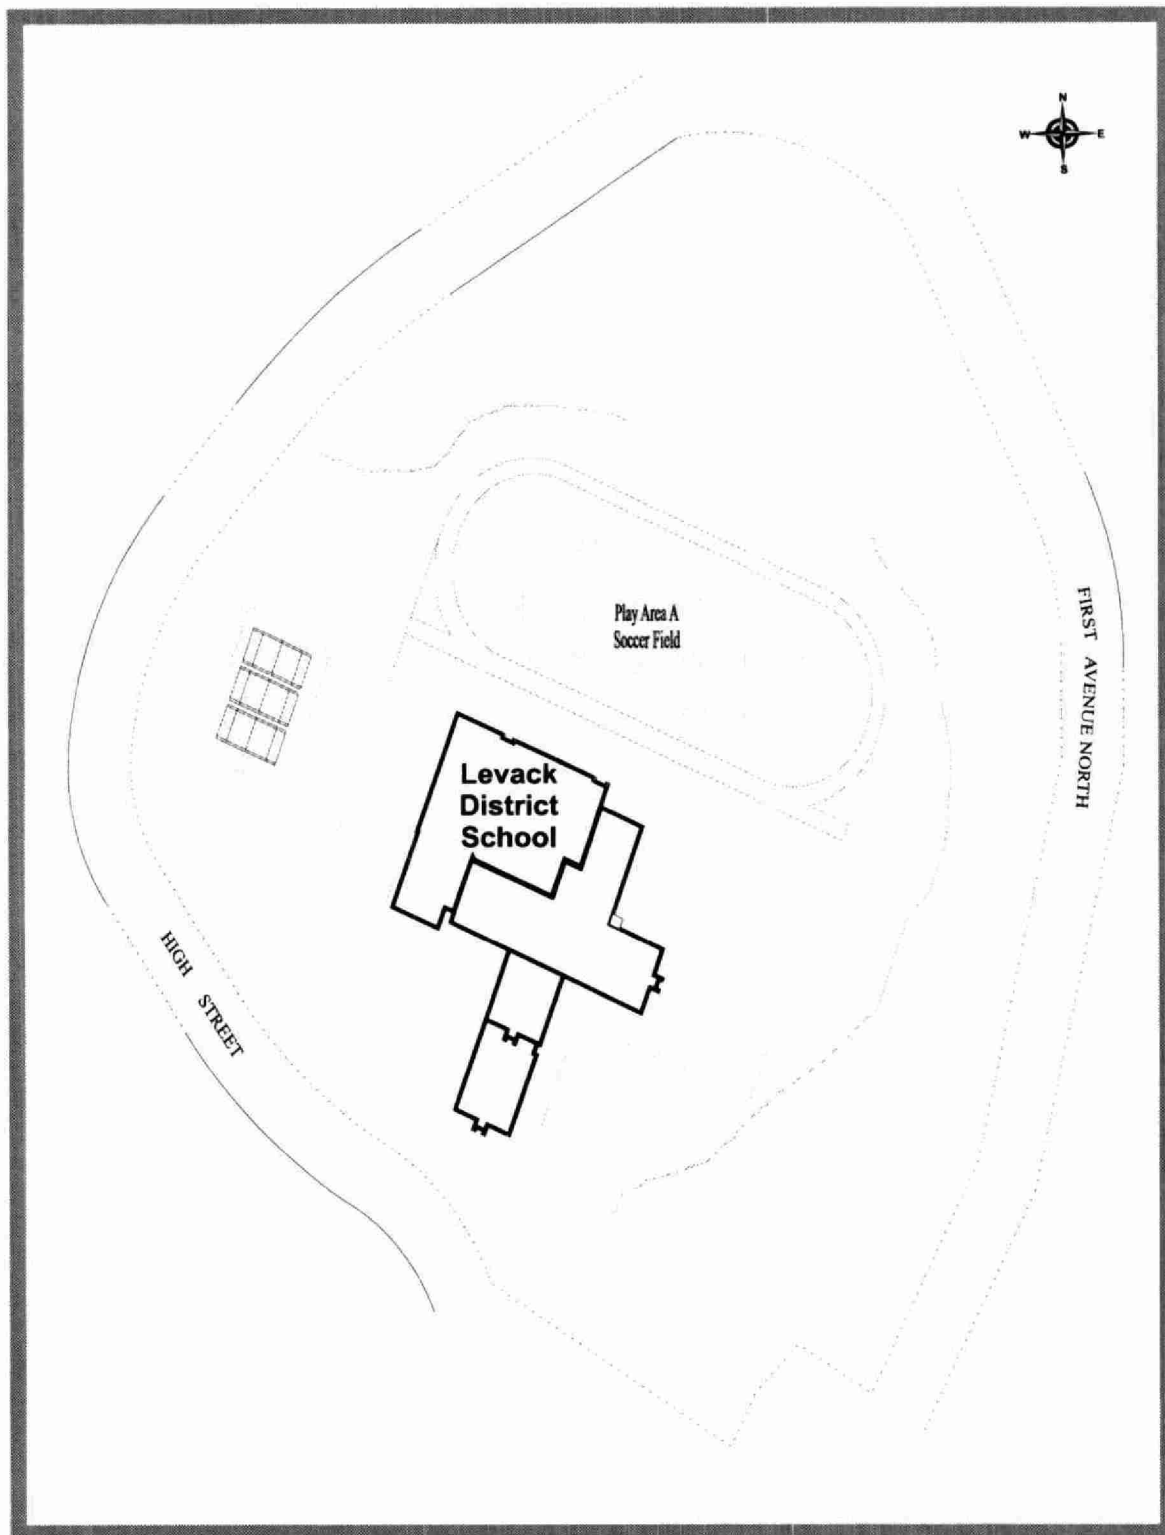 N
W E
S
Play Area A
Soccer Field
FIRST AVENUE NORTH
Levack
District
School
HIGH STREET